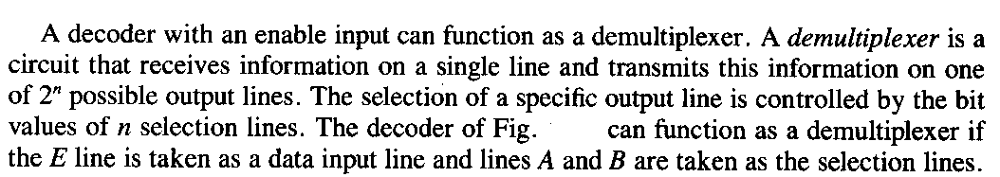 A decoder with an enable input can function as a demultiplexer. A demultiplexer is a
circuit that receives information on a single line and transmits this information on one
of 2ⁿ possible output lines. The selection of a specific output line is controlled by the bit
values of n selection lines. The decoder of Fig. can function as a demultiplexer if
the E line is taken as a data input line and lines A and B are taken as the selection lines.